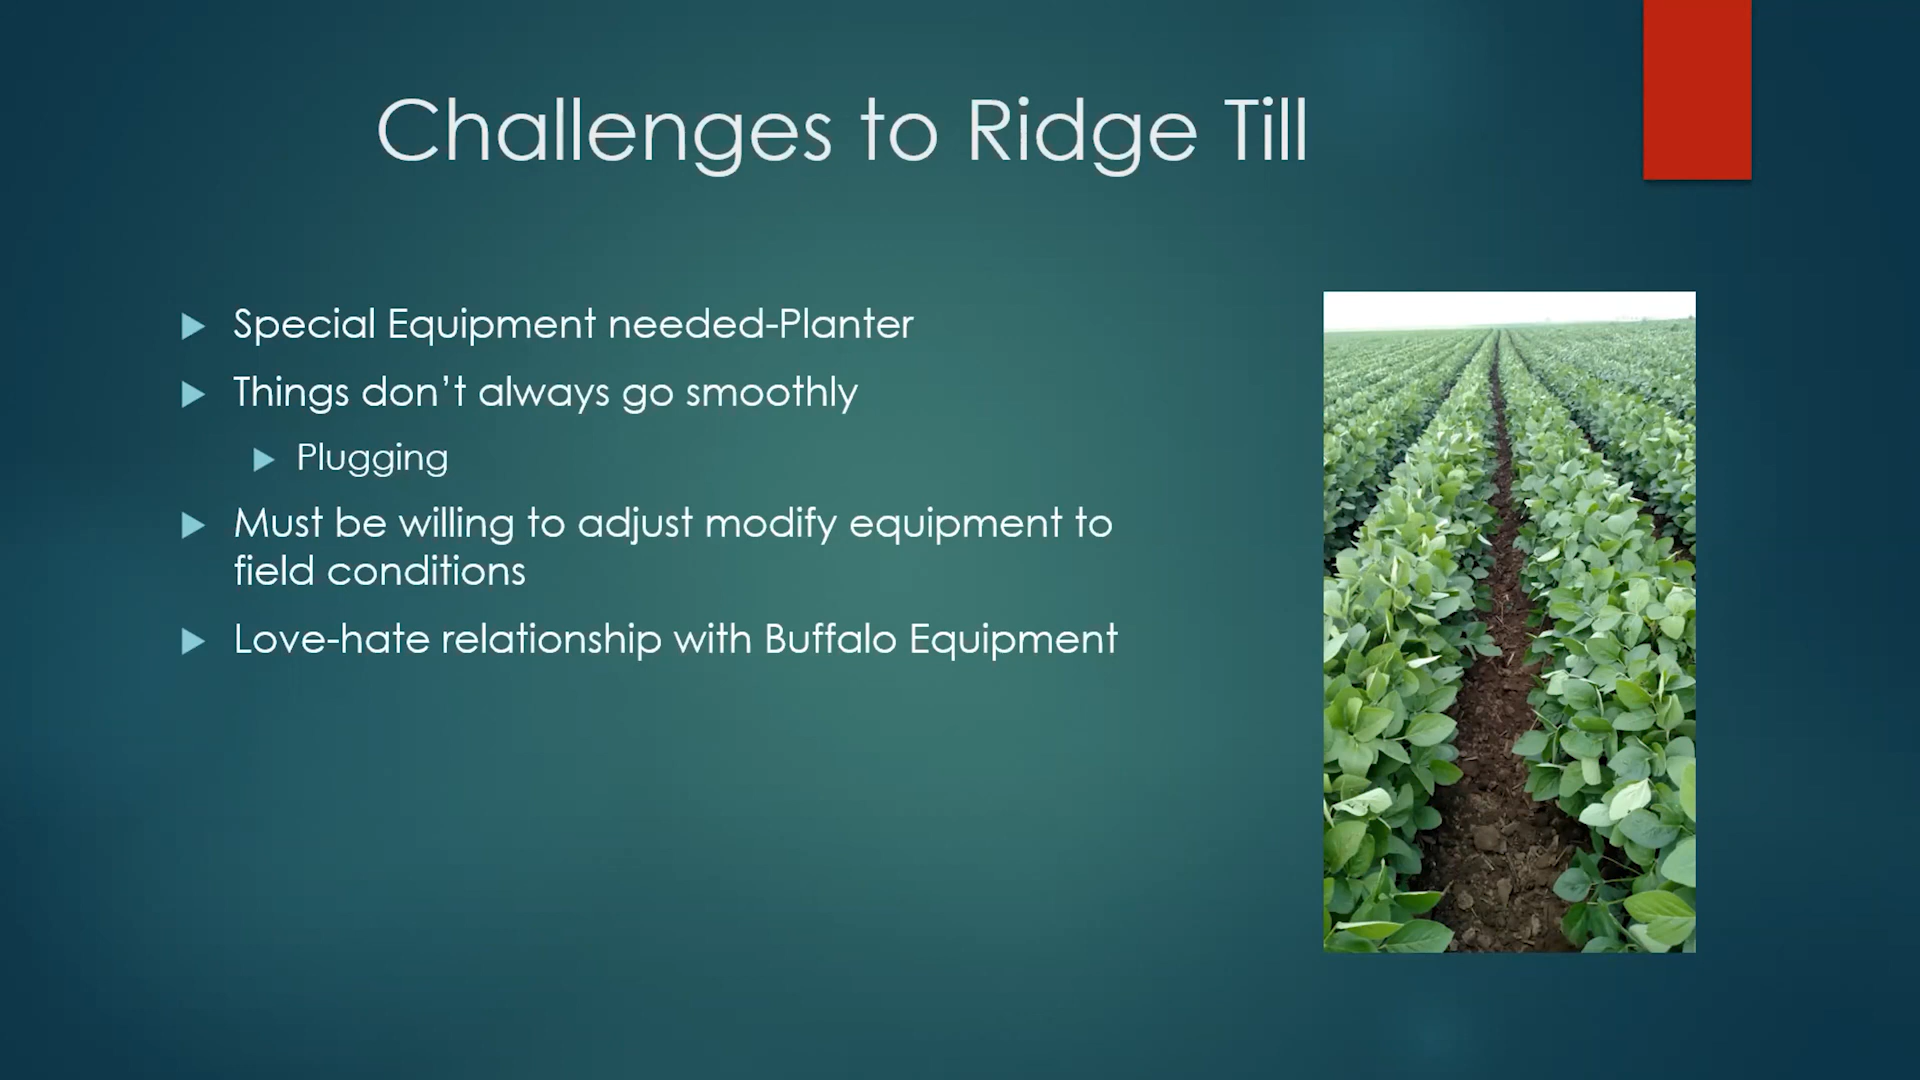 Challenges to Ridge Till
Special Equipment needed-Planter
Things don’t always go smoothly
Plugging
Must be willing to adjust modify equipment to
field conditions
Love-hate relationship with Buffalo Equipment